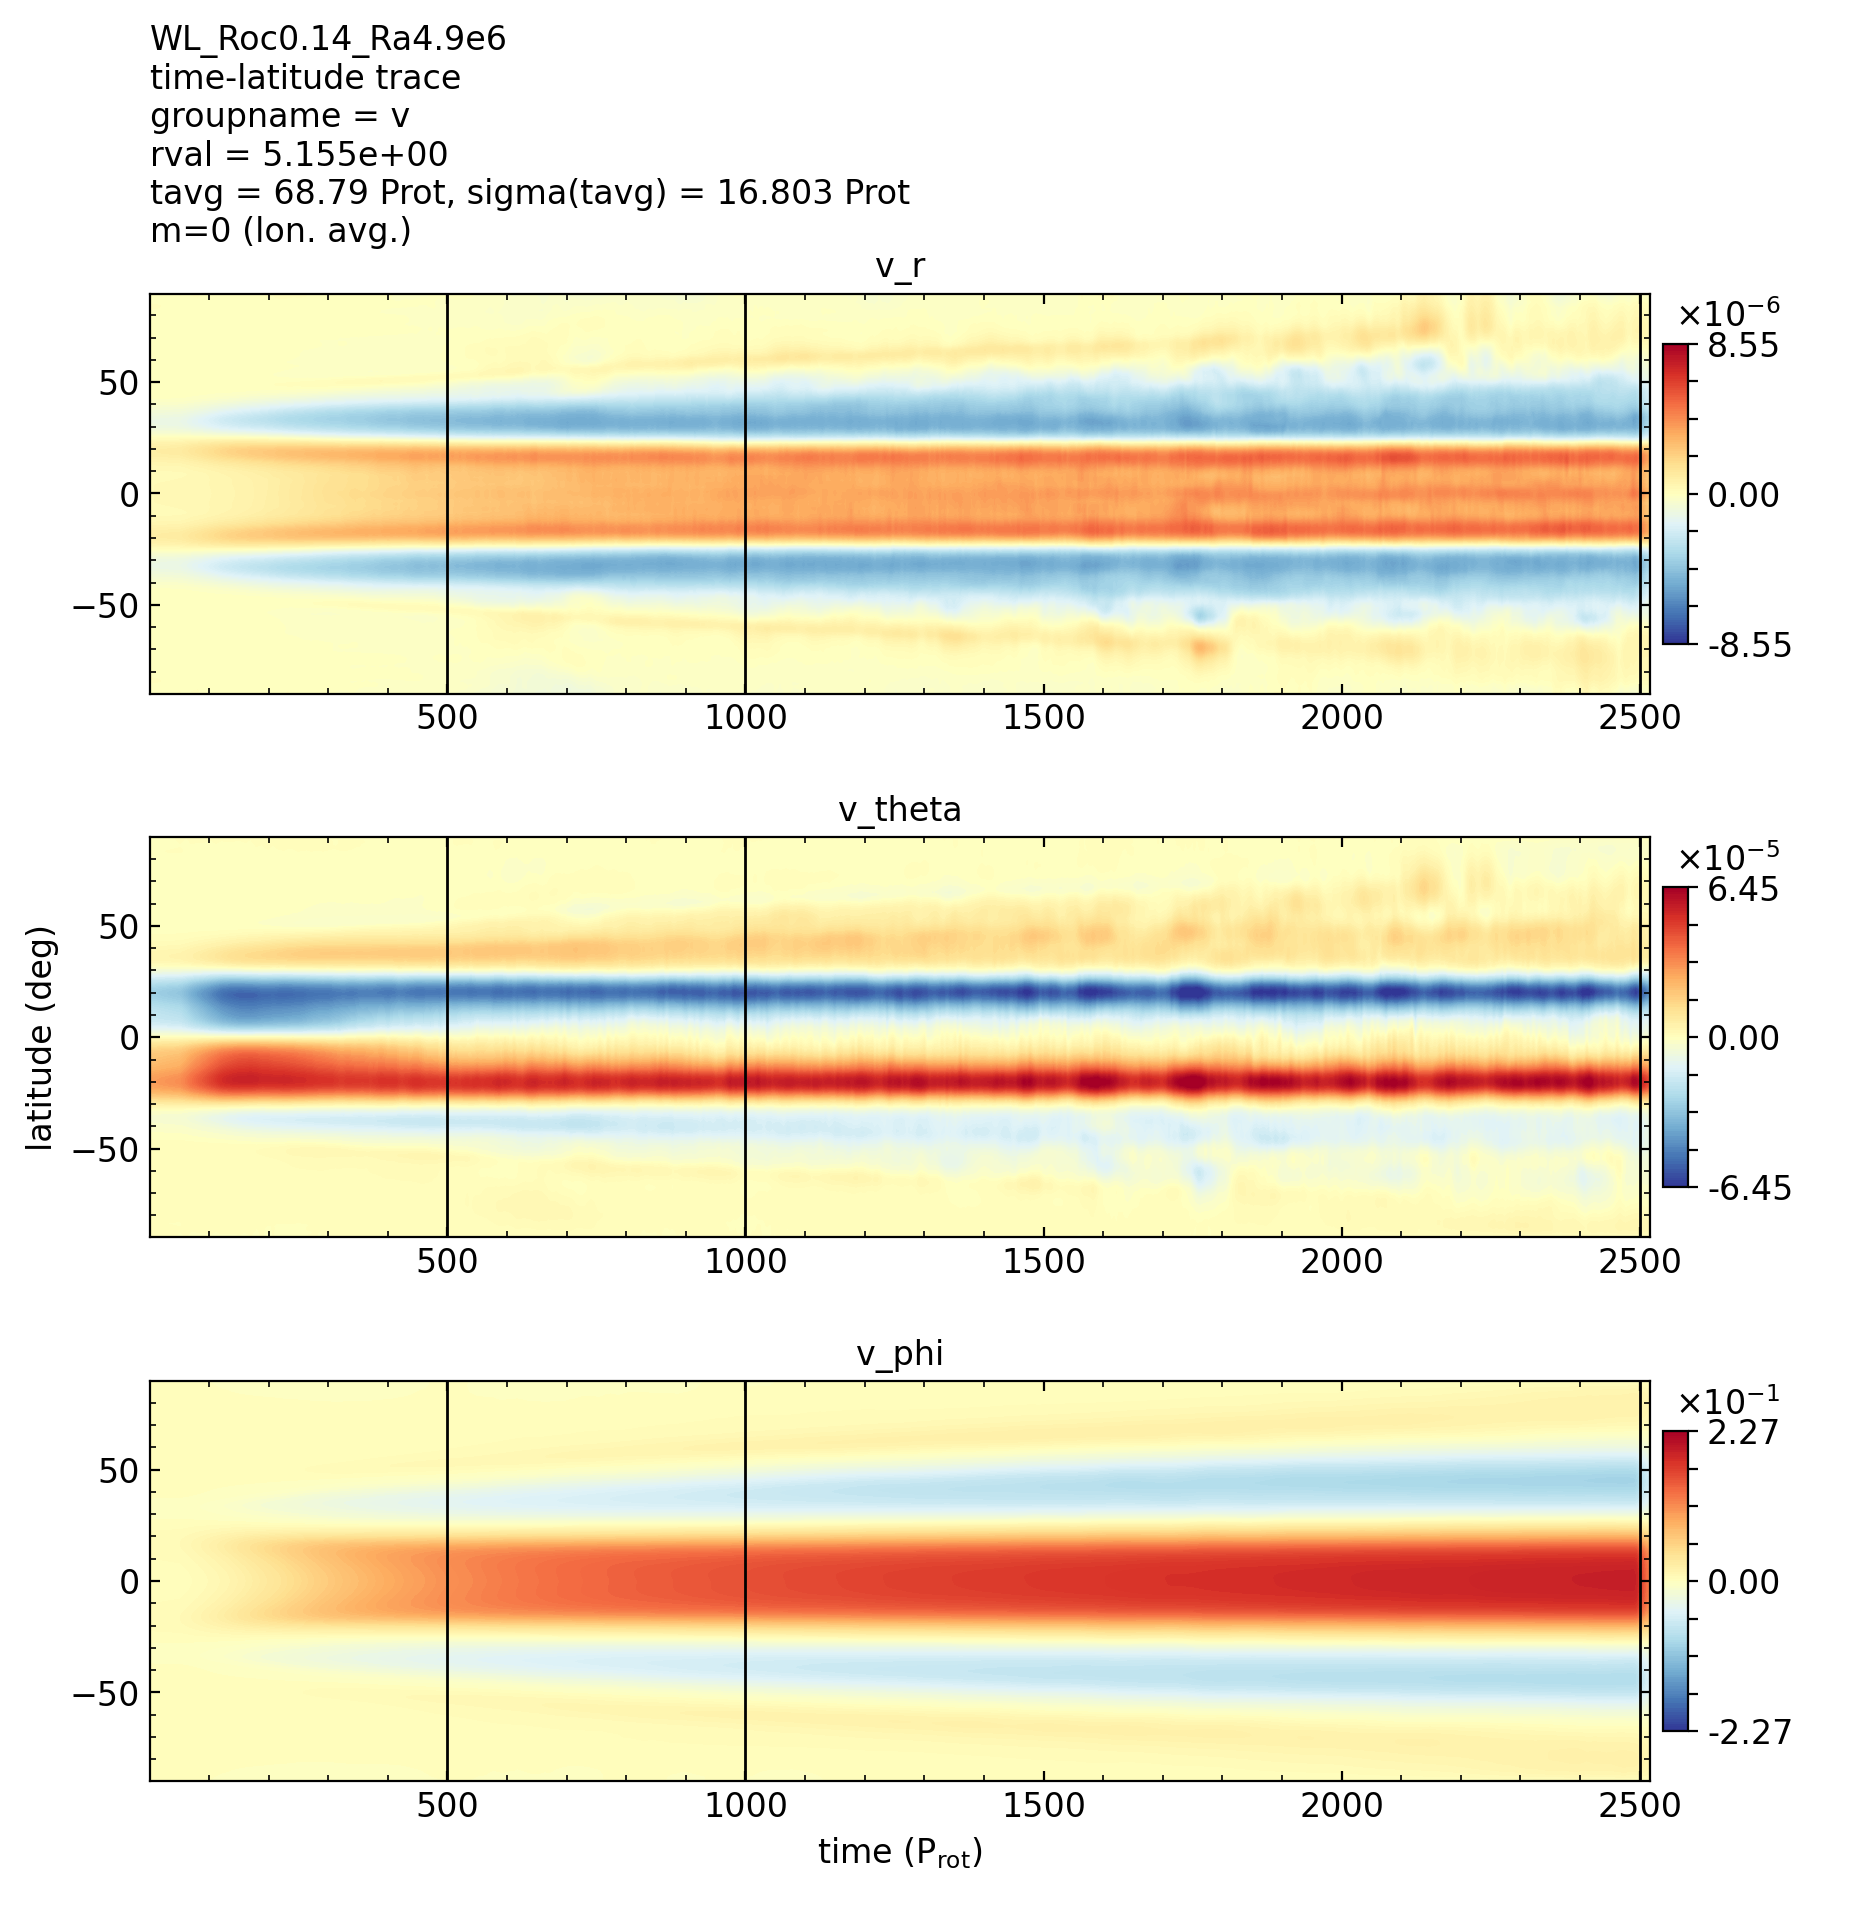 WL_Roc0.14_Ra4.9e6
time-latitude trace
groupname = v
rval = 5.155e+00
tavg = 68.79 Prot, sigma(tavg) = 16.803 Prot
m=0 (lon. avg.)
v_r
50
0
−50
500 1000 1500 2000 2500
×10⁻⁶
8.55
0.00
-8.55
v_theta
latitude (deg)
50
0
−50
500 1000 1500 2000 2500
×10⁻⁵
6.45
0.00
-6.45
v_phi
50
0
−50
500 1000 1500 2000 2500
×10⁻¹
2.27
0.00
-2.27
time (P_rot)